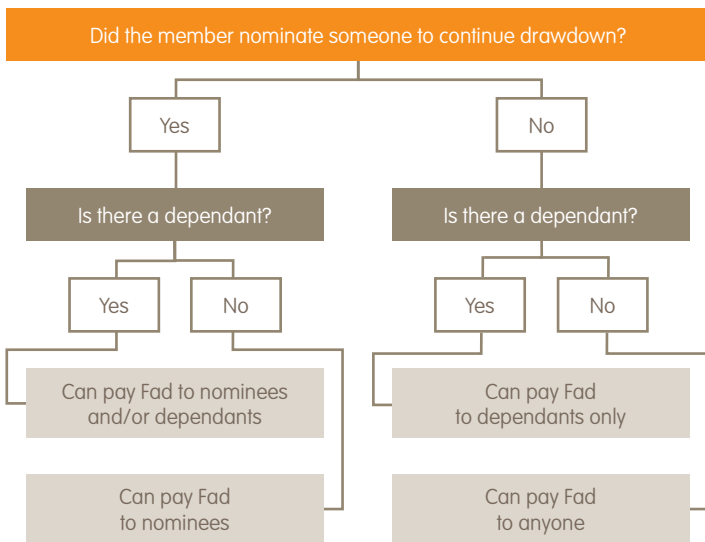 Did the member nominate someone to continue drawdown?
Yes
No
Is there a dependant?
Is there a dependant?
Yes
No
Yes
No
Can pay Fad to nominees
and/or dependants
Can pay Fad
to dependants only
Can pay Fad
to nominees
Can pay Fad
to anyone